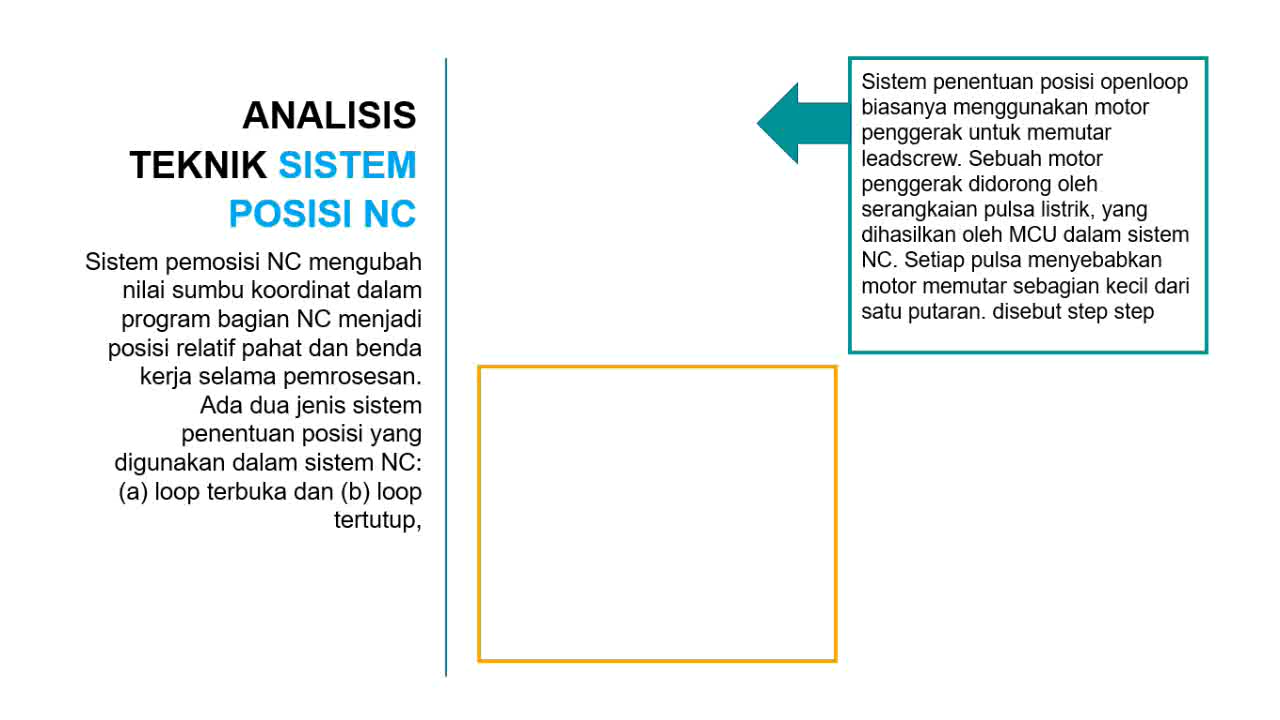 ANALISIS
TEKNIK SISTEM
POSISI NC
Sistem pemosisi NC mengubah
nilai sumbu koordinat dalam
program bagian NC menjadi
posisi relatif pahat dan benda
kerja selama pemrosesan.
Ada dua jenis sistem
penentuan posisi yang
digunakan dalam sistem NC:
(a) loop terbuka dan (b) loop
tertutup,
Sistem penentuan posisi openloop
biasanya menggunakan motor
penggerak untuk memutar
leadscrew. Sebuah motor
penggerak didorong oleh
serangkaian pulsa listrik, yang
dihasilkan oleh MCU dalam sistem
NC. Setiap pulsa menyebabkan
motor memutar sebagian kecil dari
satu putaran. disebut step step